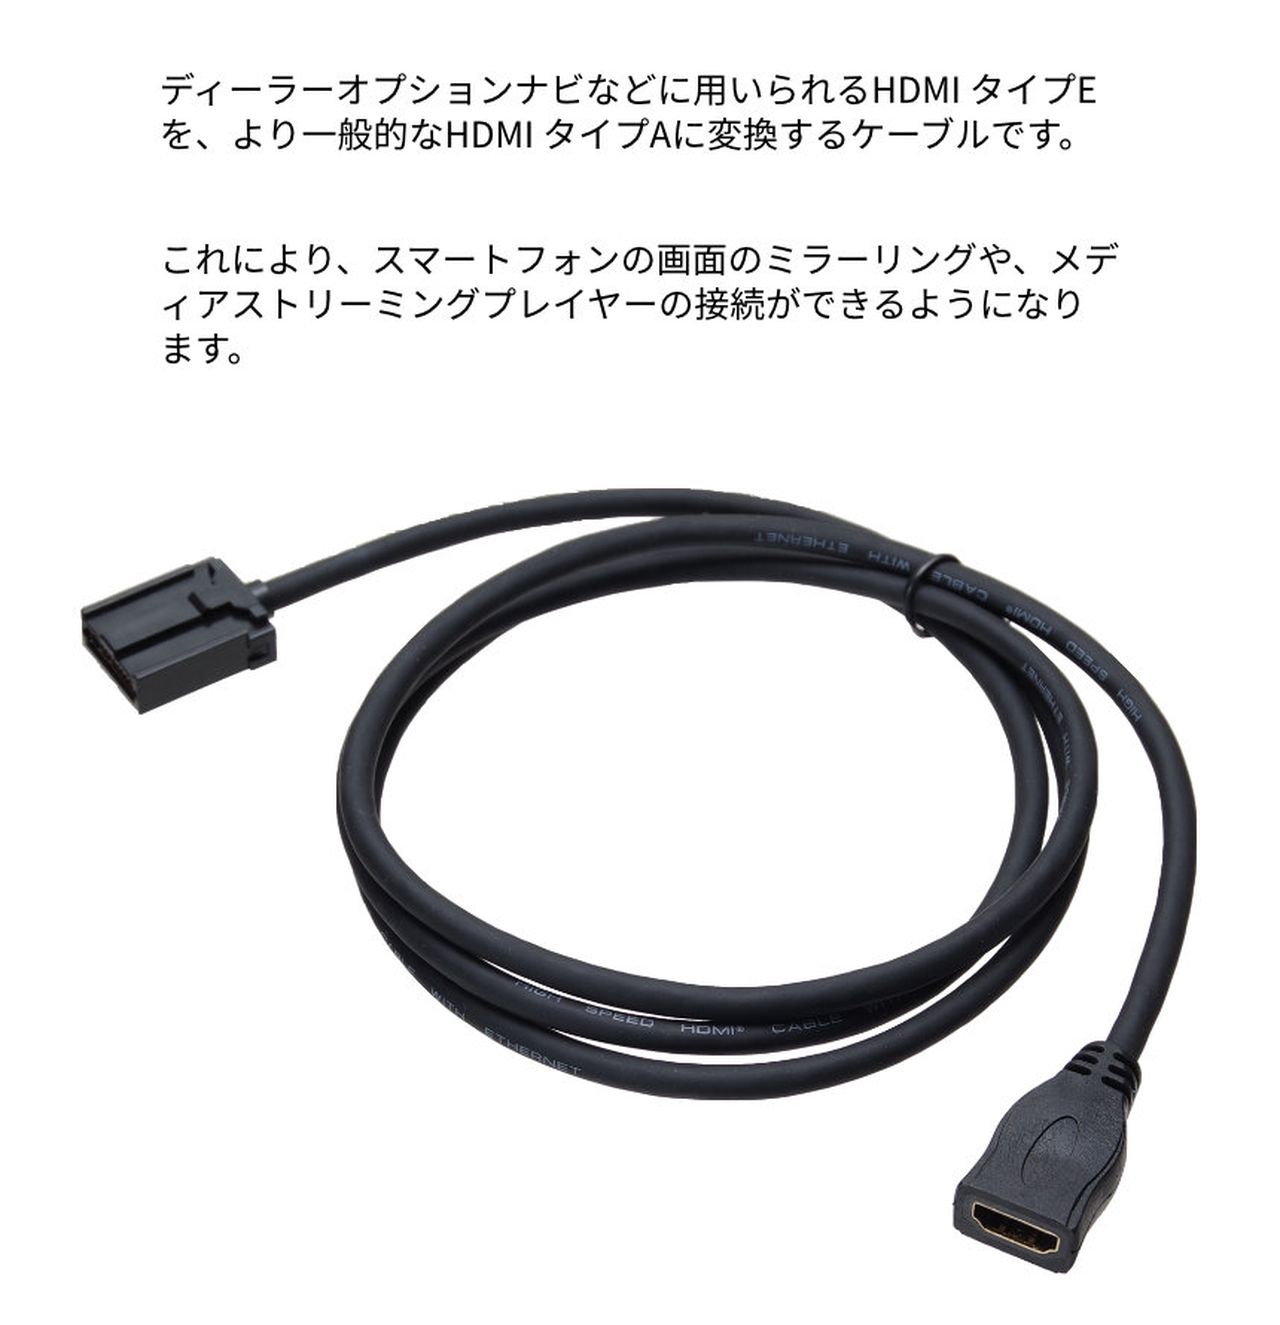 ディーラーオプションナビなどに用いられるHDMI タイプE
を、より一般的なHDMI タイプAに変換するケーブルです。
これにより、スマートフォンの画面のミラーリングや、メデ
ィアストリーミングプレイヤーの接続ができるようになり
ます。
HIGH SPEED HDMI® CABLE WITH ETHERNET
WITH ETHERNET
HIGH SPEED HDMI® CABLE WITH
CABLE WITH ETHERNET